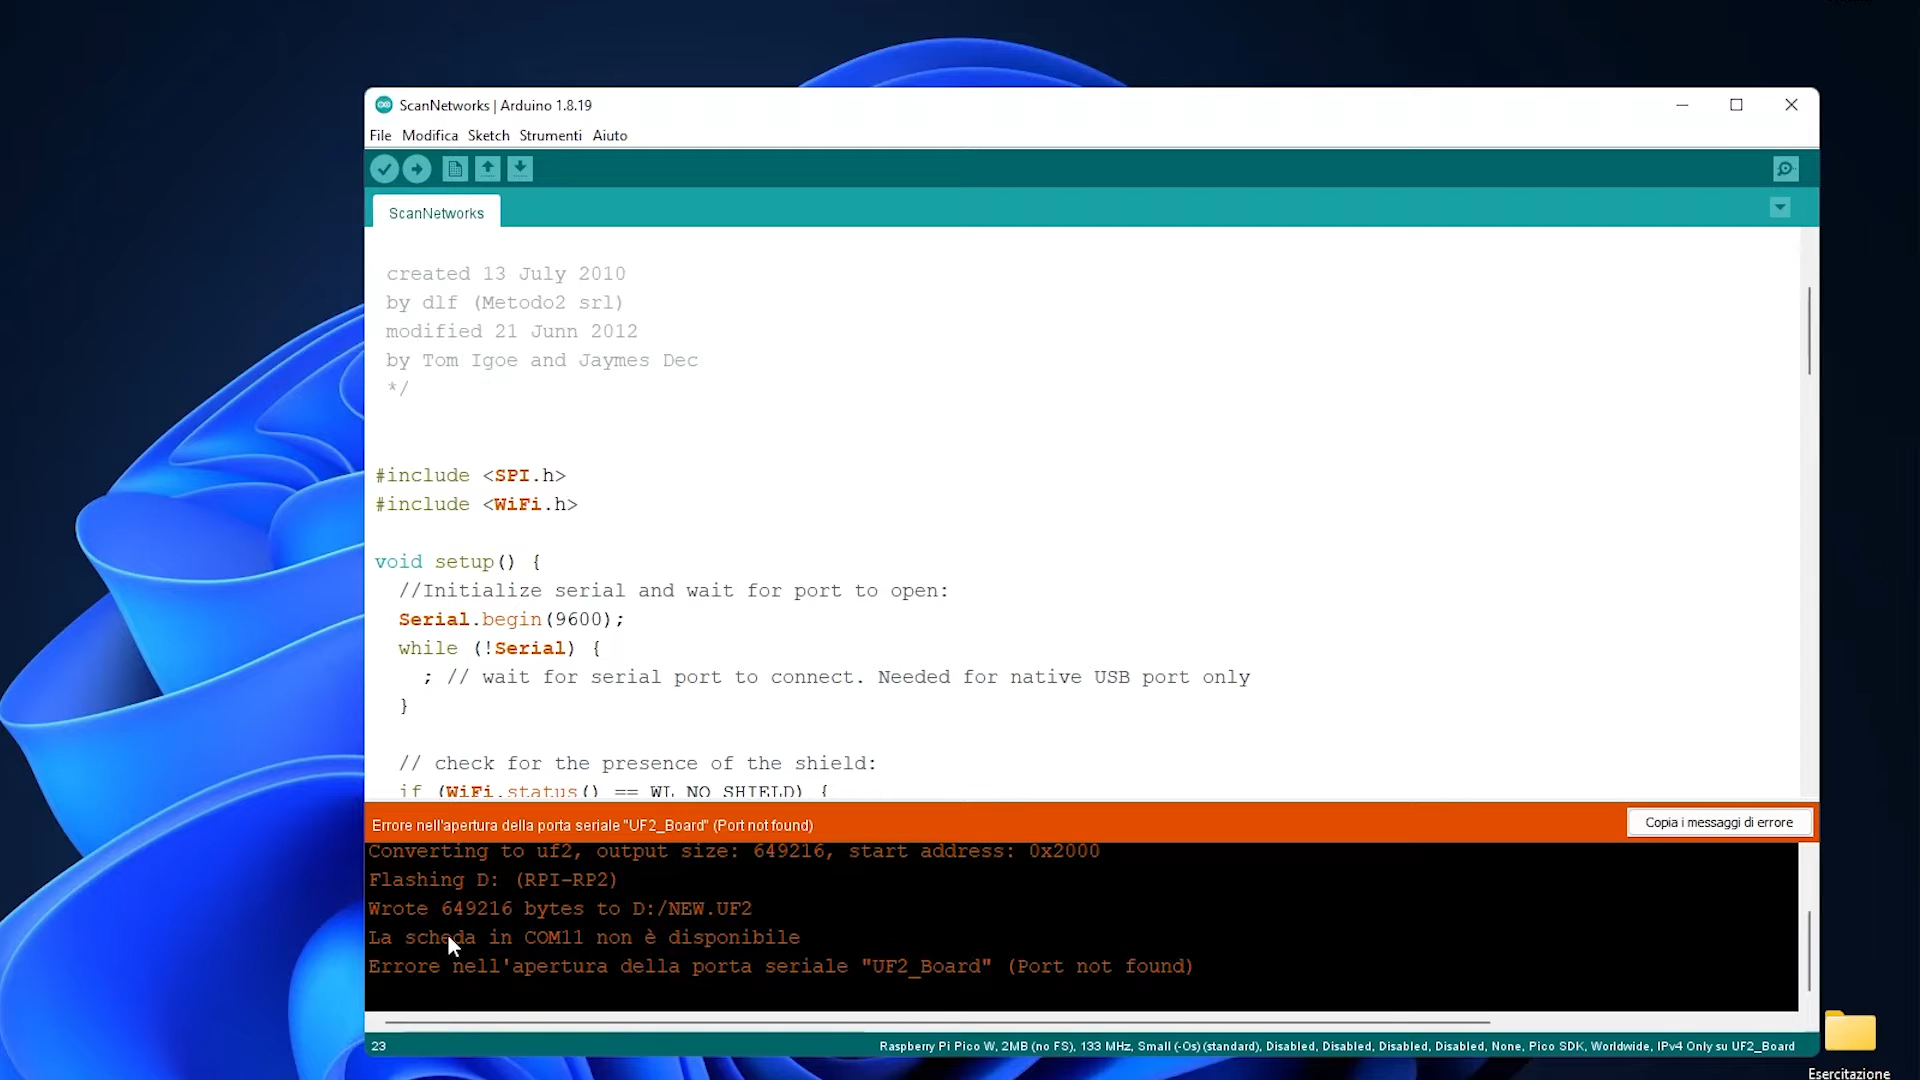 ScanNetworks | Arduino 1.8.19
File Modifica Sketch Strumenti Aiuto
ScanNetworks
created 13 July 2010
by dlf (Metodo2 srl)
modified 21 Junn 2012
by Tom Igoe and Jaymes Dec
*/
#include <SPI.h>
#include <WiFi.h>
void setup() {
//Initialize serial and wait for port to open:
Serial.begin(9600);
while (!Serial) {
; // wait for serial port to connect. Needed for native USB port only
}
// check for the presence of the shield:
if (WiFi.status() == WL_NO_SHIELD) {
Errore nell'apertura della porta seriale "UF2_Board" (Port not found)
Copia i messaggi di errore
Converting to uf2, output size: 649216, start address: 0x2000
Flashing D: (RPI-RP2)
Wrote 649216 bytes to D:/NEW.UF2
La scheda in COM11 non è disponibile
Errore nell'apertura della porta seriale "UF2_Board" (Port not found)
23
Raspberry Pi Pico W, 2MB (no FS), 133 MHz, Small (-Os) (standard), Disabled, Disabled, Disabled, Disabled, None, Pico SDK, Worldwide, IPv4 Only su UF2_Board
Esercitazione